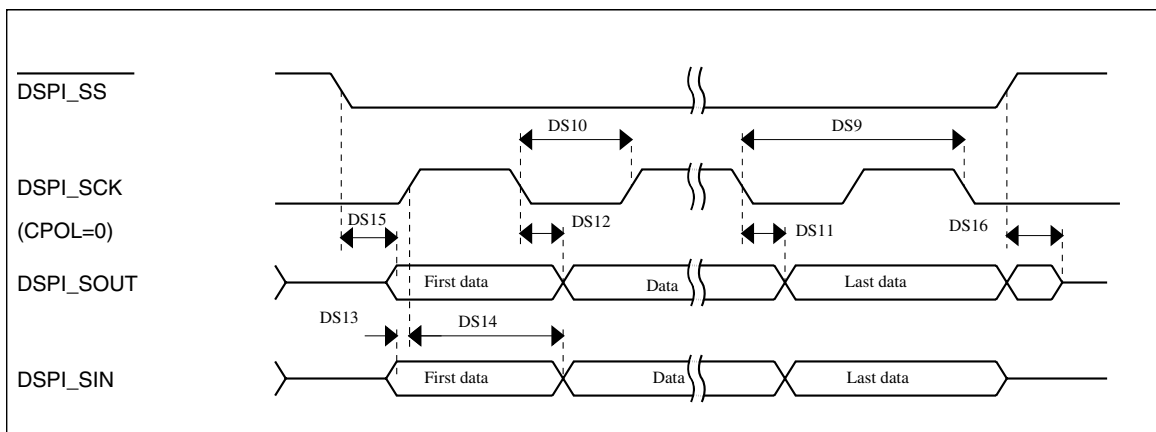 DSPI_SS
DS10
DS9
DSPI_SCK
(CPOL=0)
DS15
DS12
DS11
DS16
DSPI_SOUT
First data
Data
Last data
DS13
DS14
DSPI_SIN
First data
Data
Last data